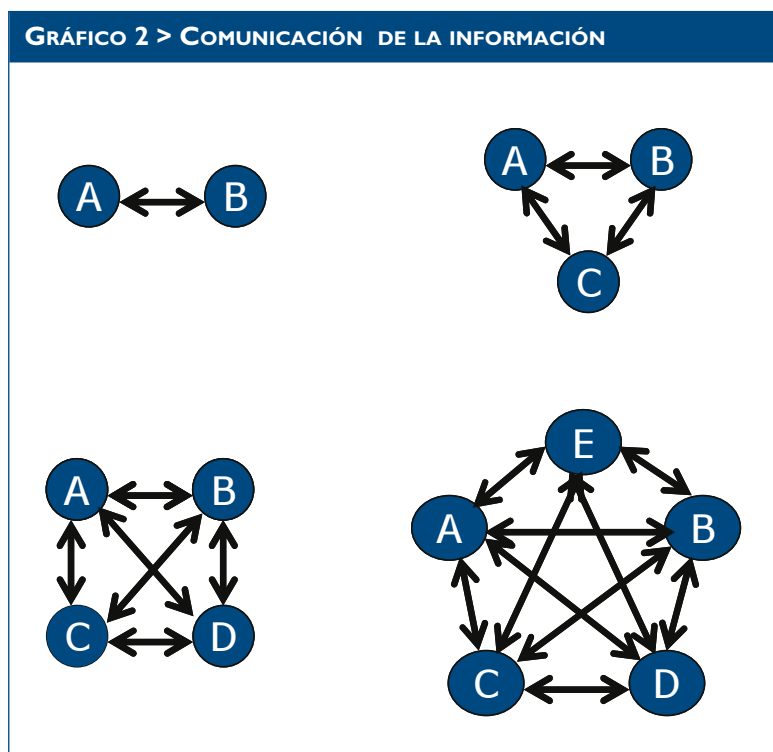 GRÁFICO 2 > COMUNICACIÓN DE LA INFORMACIÓN
A B
A B
C
A B
C D
E
A B
C D